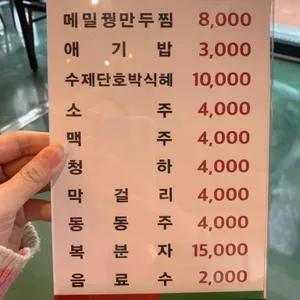 메밀꿩만두찜 8,000
애기밥 3,000
수제단호박식혜 10,000
소주 4,000
맥주 4,000
청하 4,000
막걸리 4,000
동동주 4,000
복분자 15,000
음료수 2,000